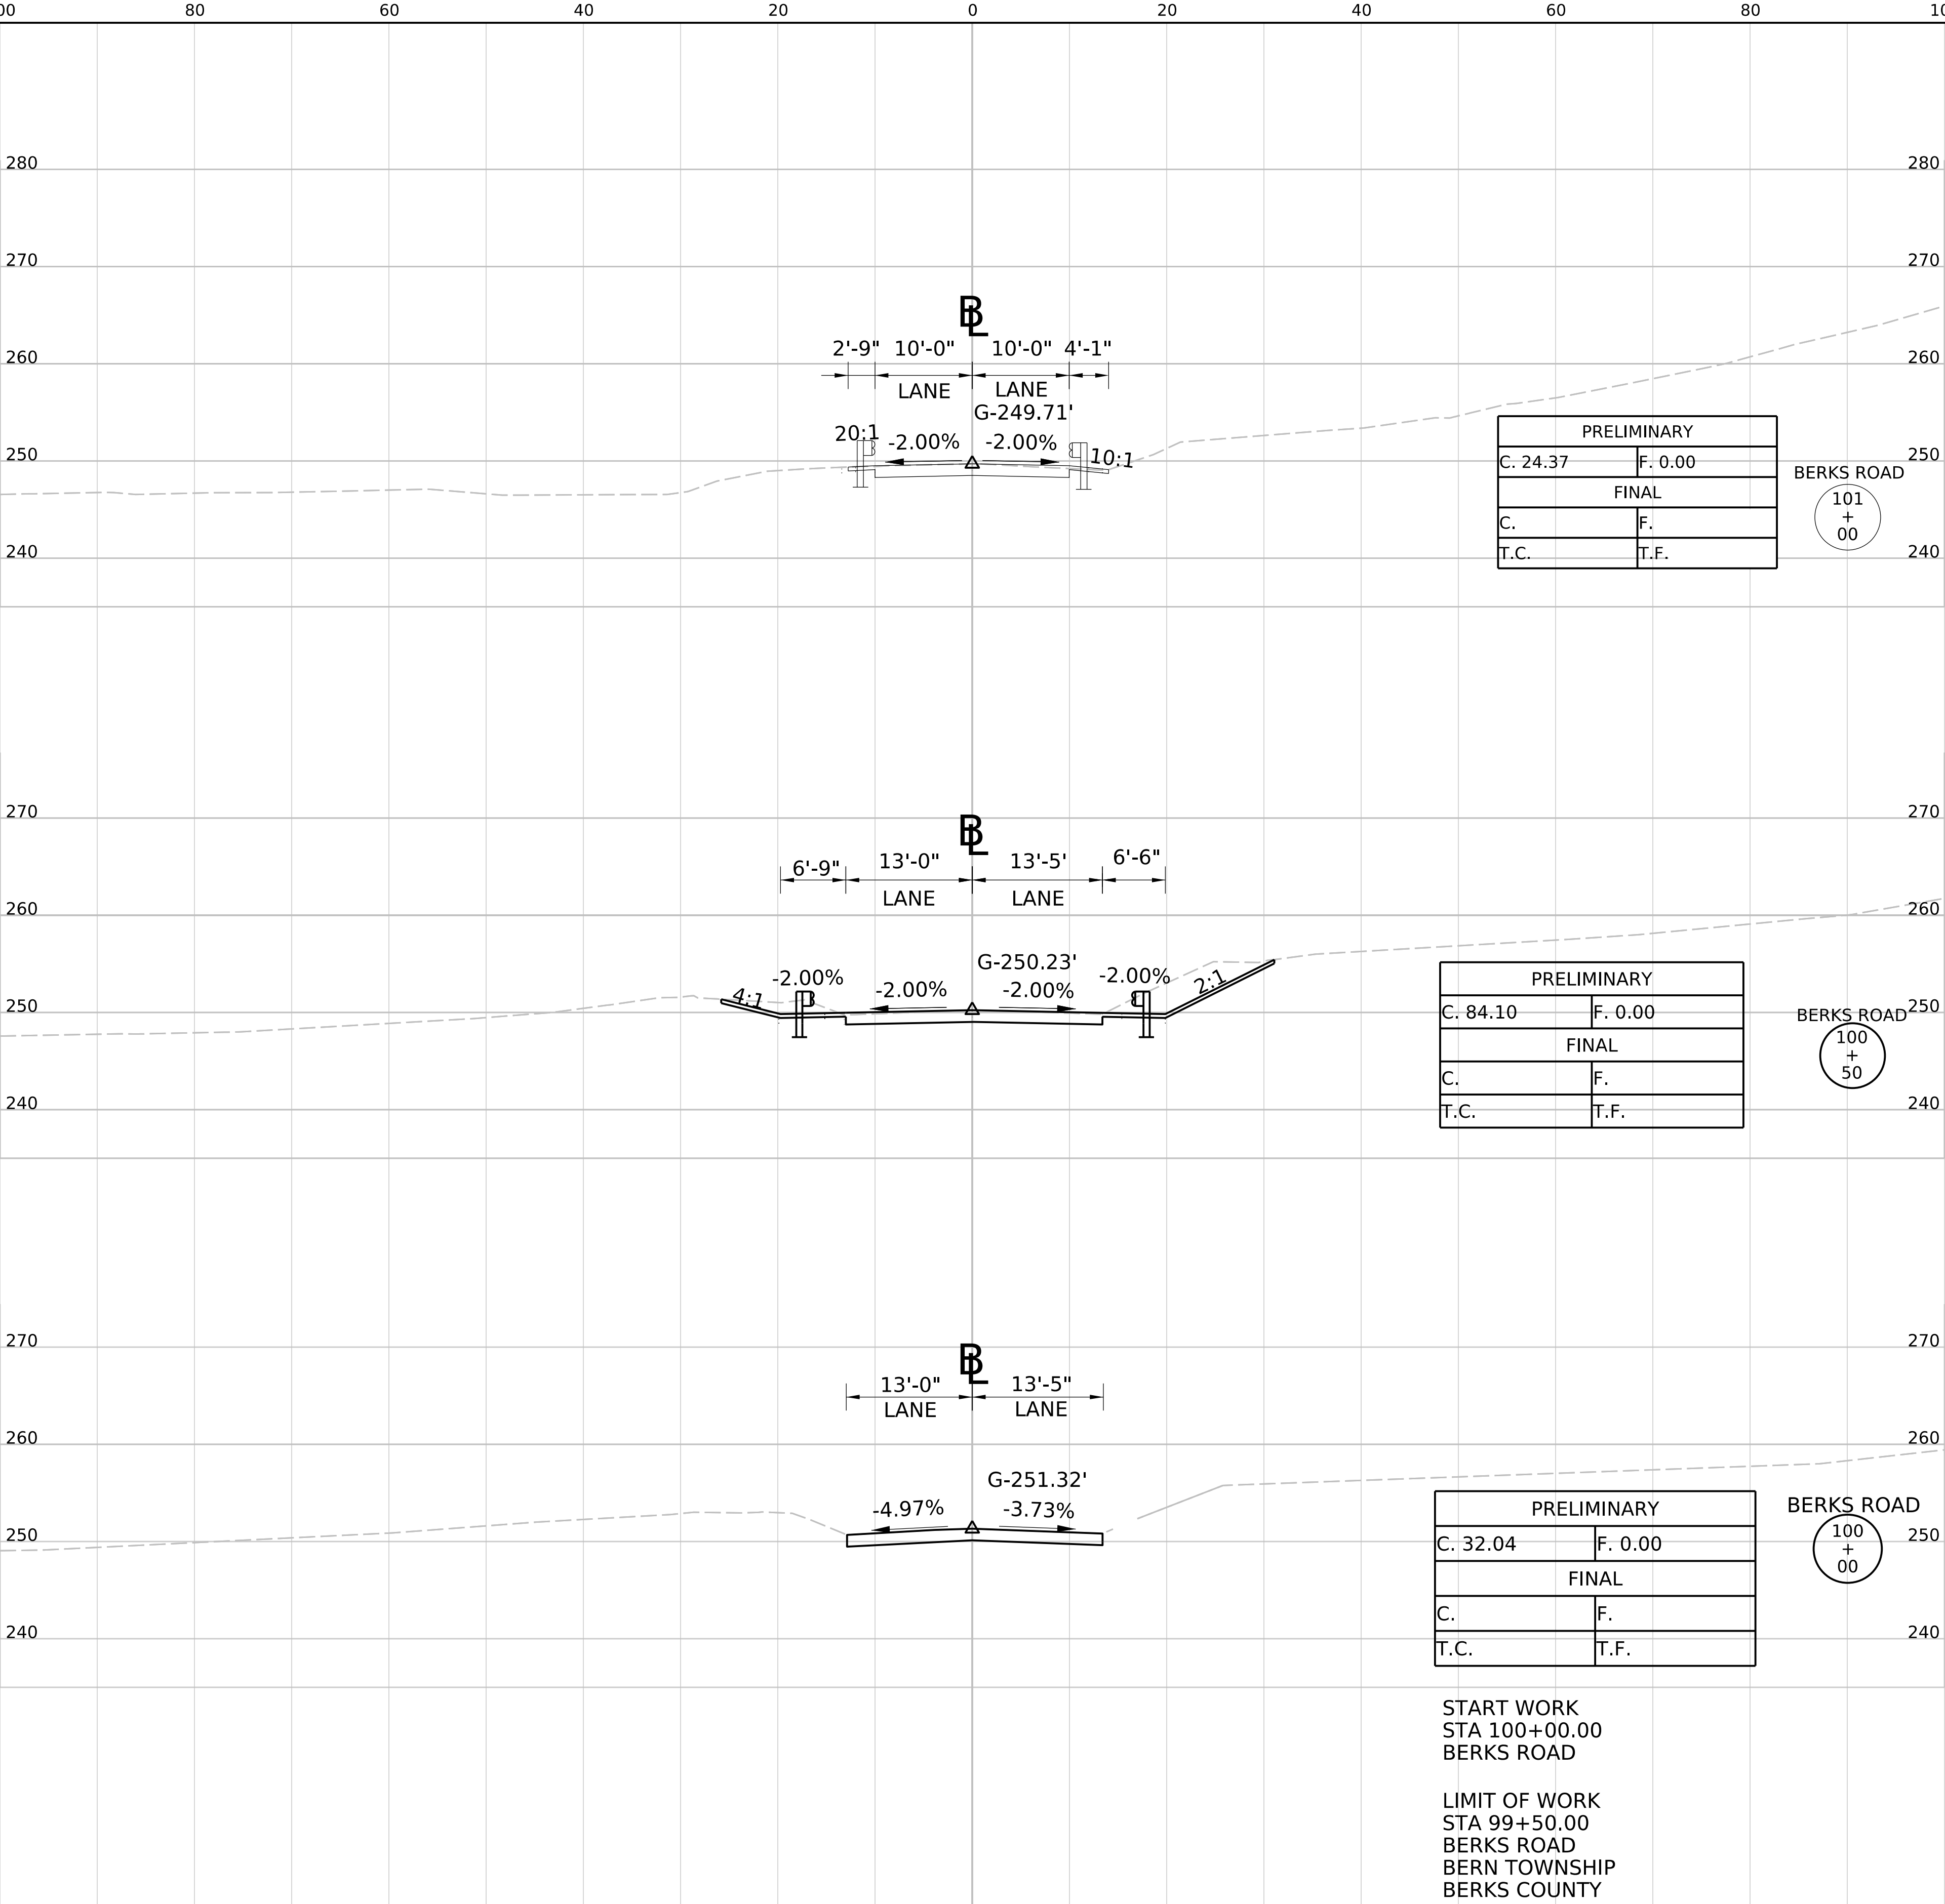 00 80 60 40 20 0 20 40 60 80 10
280 280
270 270
BL
260 260
2'-9" 10'-0" 10'-0" 4'-1"
LANE LANE
G-249.71'
20:1 -2.00% -2.00% 10:1
250 250
PRELIMINARY
C. 24.37 F. 0.00
FINAL
C. F.
T.C. T.F.
BERKS ROAD
101
+
00
240 240
270 270
BL
6'-9" 13'-0" 13'-5' 6'-6"
LANE LANE
260 260
G-250.23'
4:1 -2.00% -2.00% -2.00% -2.00% 2:1
250 250
PRELIMINARY
C. 84.10 F. 0.00
FINAL
C. F.
T.C. T.F.
BERKS ROAD
100
+
50
240 240
270 270
BL
13'-0" 13'-5"
LANE LANE
260 260
G-251.32'
-4.97% -3.73%
250 250
PRELIMINARY
C. 32.04 F. 0.00
FINAL
C. F.
T.C. T.F.
BERKS ROAD
100
+
00
240 240
START WORK
STA 100+00.00
BERKS ROAD
LIMIT OF WORK
STA 99+50.00
BERKS ROAD
BERN TOWNSHIP
BERKS COUNTY